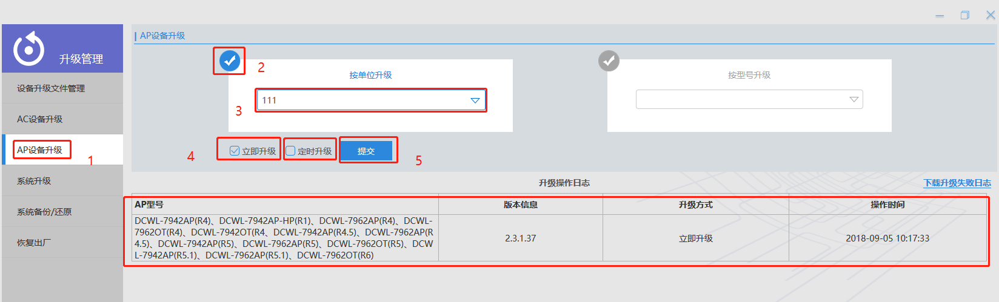 升级管理
设备升级文件管理
AC设备升级
AP设备升级
1
系统升级
系统备份/还原
恢复出厂
AP设备升级
2
按单位升级
按型号升级
3
111
4
立即升级
定时升级
提交
5
升级操作日志
下载升级失败日志
AP型号
版本信息
升级方式
操作时间
DCWL-7942AP(R4)、DCWL-7942AP-HP(R1)、DCWL-7962AP(R4)、DCWL-
7962OT(R4)、DCWL-7942OT(R4、DCWL-7942AP(R4.5)、DCWL-7962AP(R
4.5)、DCWL-7942AP(R5)、DCWL-7962AP(R5)、DCWL-7962OT(R5)、DCW
L-7942AP(R5.1)、DCWL-7962AP(R5.1)、DCWL-7962OT(R6)
2.3.1.37
立即升级
2018-09-05 10:17:33